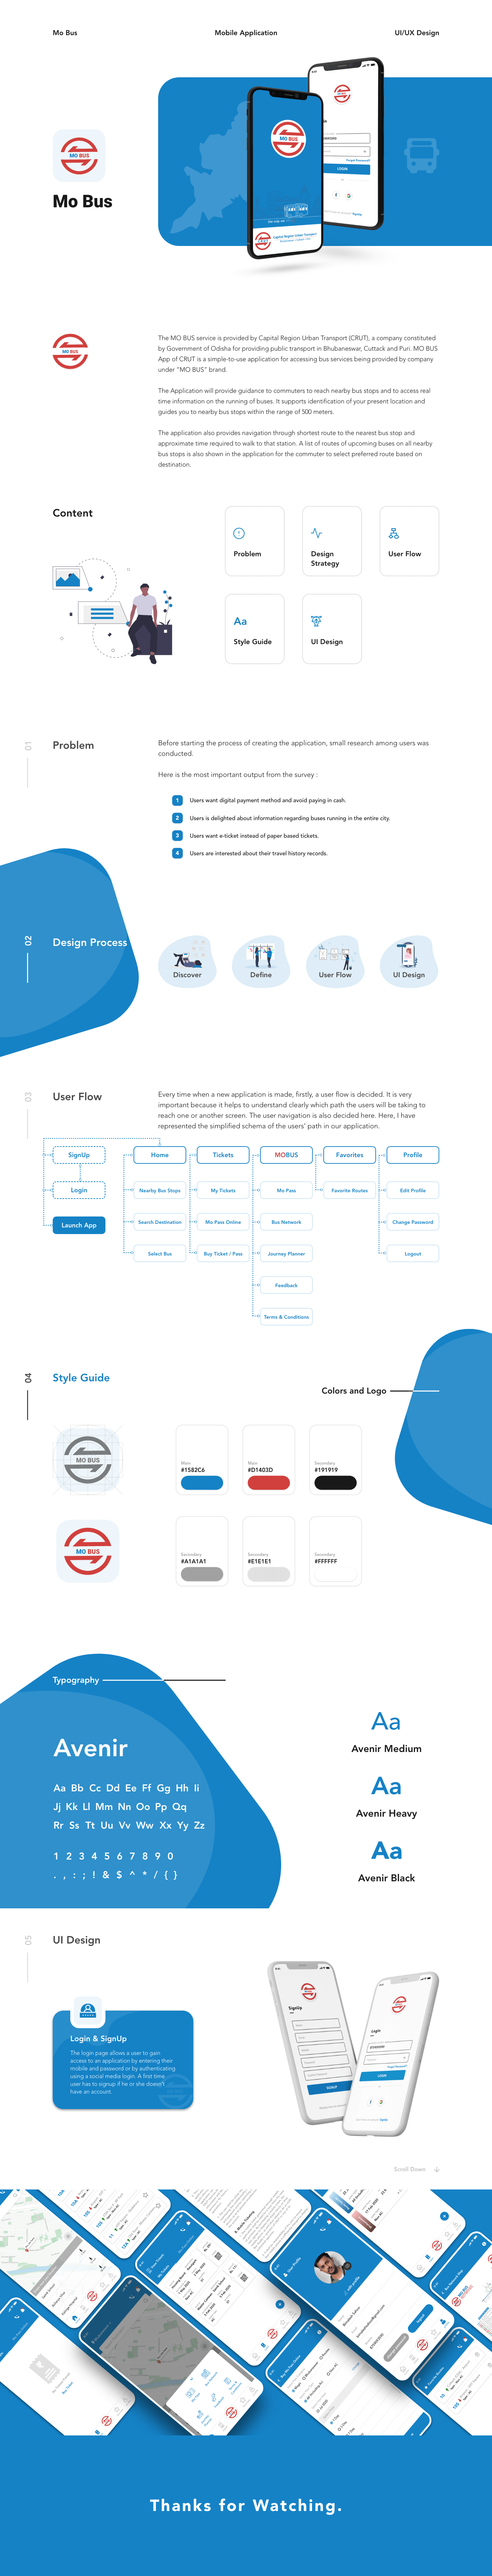 Mo Bus
Mobile Application
UI/UX Design
MO BUS
LOGIN
Forgot Password?
Capital Region Urban Transport
MO BUS
Mo Bus
MO BUS
The MO BUS service is provided by Capital Region Urban Transport (CRUT), a company constituted
by Government of Odisha for providing public transport in Bhubaneswar, Cuttack and Puri. MO BUS
App of CRUT is a simple-to-use application for accessing bus services being provided by company
under “MO BUS” brand.
The Application will provide guidance to commuters to reach nearby bus stops and to access real
time information on the running of buses. It supports identification of your present location and
guides you to nearby bus stops within the range of 500 meters.
The application also provides navigation through shortest route to the nearest bus stop and
approximate time required to walk to that station. A list of routes of upcoming buses on all nearby
bus stops is also shown in the application for the commuter to select preferred route based on
destination.
Content
Problem
Design
Strategy
User Flow
Aa
Style Guide
UI Design
01
Problem
Before starting the process of creating the application, small research among users was
conducted.
Here is the most important output from the survey :
1 Users want digital payment method and avoid paying in cash.
2 Users is delighted about information regarding buses running in the entire city.
3 Users want e-ticket instead of paper based tickets.
4 Users are interested about their travel history records.
02
Design Process
Discover
Define
User Flow
UI Design
03
User Flow
Every time when a new application is made, firstly, a user flow is decided. It is very
important because it helps to understand clearly which path the users will be taking to
reach one or another screen. The user navigation is also decided here. Here, I have
represented the simplified schema of the users’ path in our application.
SignUp
Home
Tickets
MOBUS
Favorites
Profile
Login
Nearby Bus Stops
My Tickets
Mo Pass
Favorite Routes
Edit Profile
Launch App
Search Destination
Mo Pass Online
Bus Network
Change Password
Select Bus
Buy Ticket / Pass
Journey Planner
Logout
Feedback
Terms & Conditions
04
Style Guide
Colors and Logo
MO BUS
Main
#1582C6
Main
#D1403D
Secondary
#191919
MO BUS
Secondary
#A1A1A1
Secondary
#E1E1E1
Secondary
#FFFFFF
Typography
Avenir
Aa Bb Cc Dd Ee Ff Gg Hh Ii
Jj Kk Ll Mm Nn Oo Pp Qq
Rr Ss Tt Uu Vv Ww Xx Yy Zz
1 2 3 4 5 6 7 8 9 0
. , : ; ! & $ ^ * / { }
Aa
Avenir Medium
Aa
Avenir Heavy
Aa
Avenir Black
05
UI Design
Login & SignUp
The login page allows a user to gain
access to an application by entering their
mobile and password or by authenticating
using a social media login. A first time
user has to signup if he or she doesn't
have an account.
SignUp
SIGNUP
Login
Forgot Password?
LOGIN
Scroll Down
Thanks for Watching.